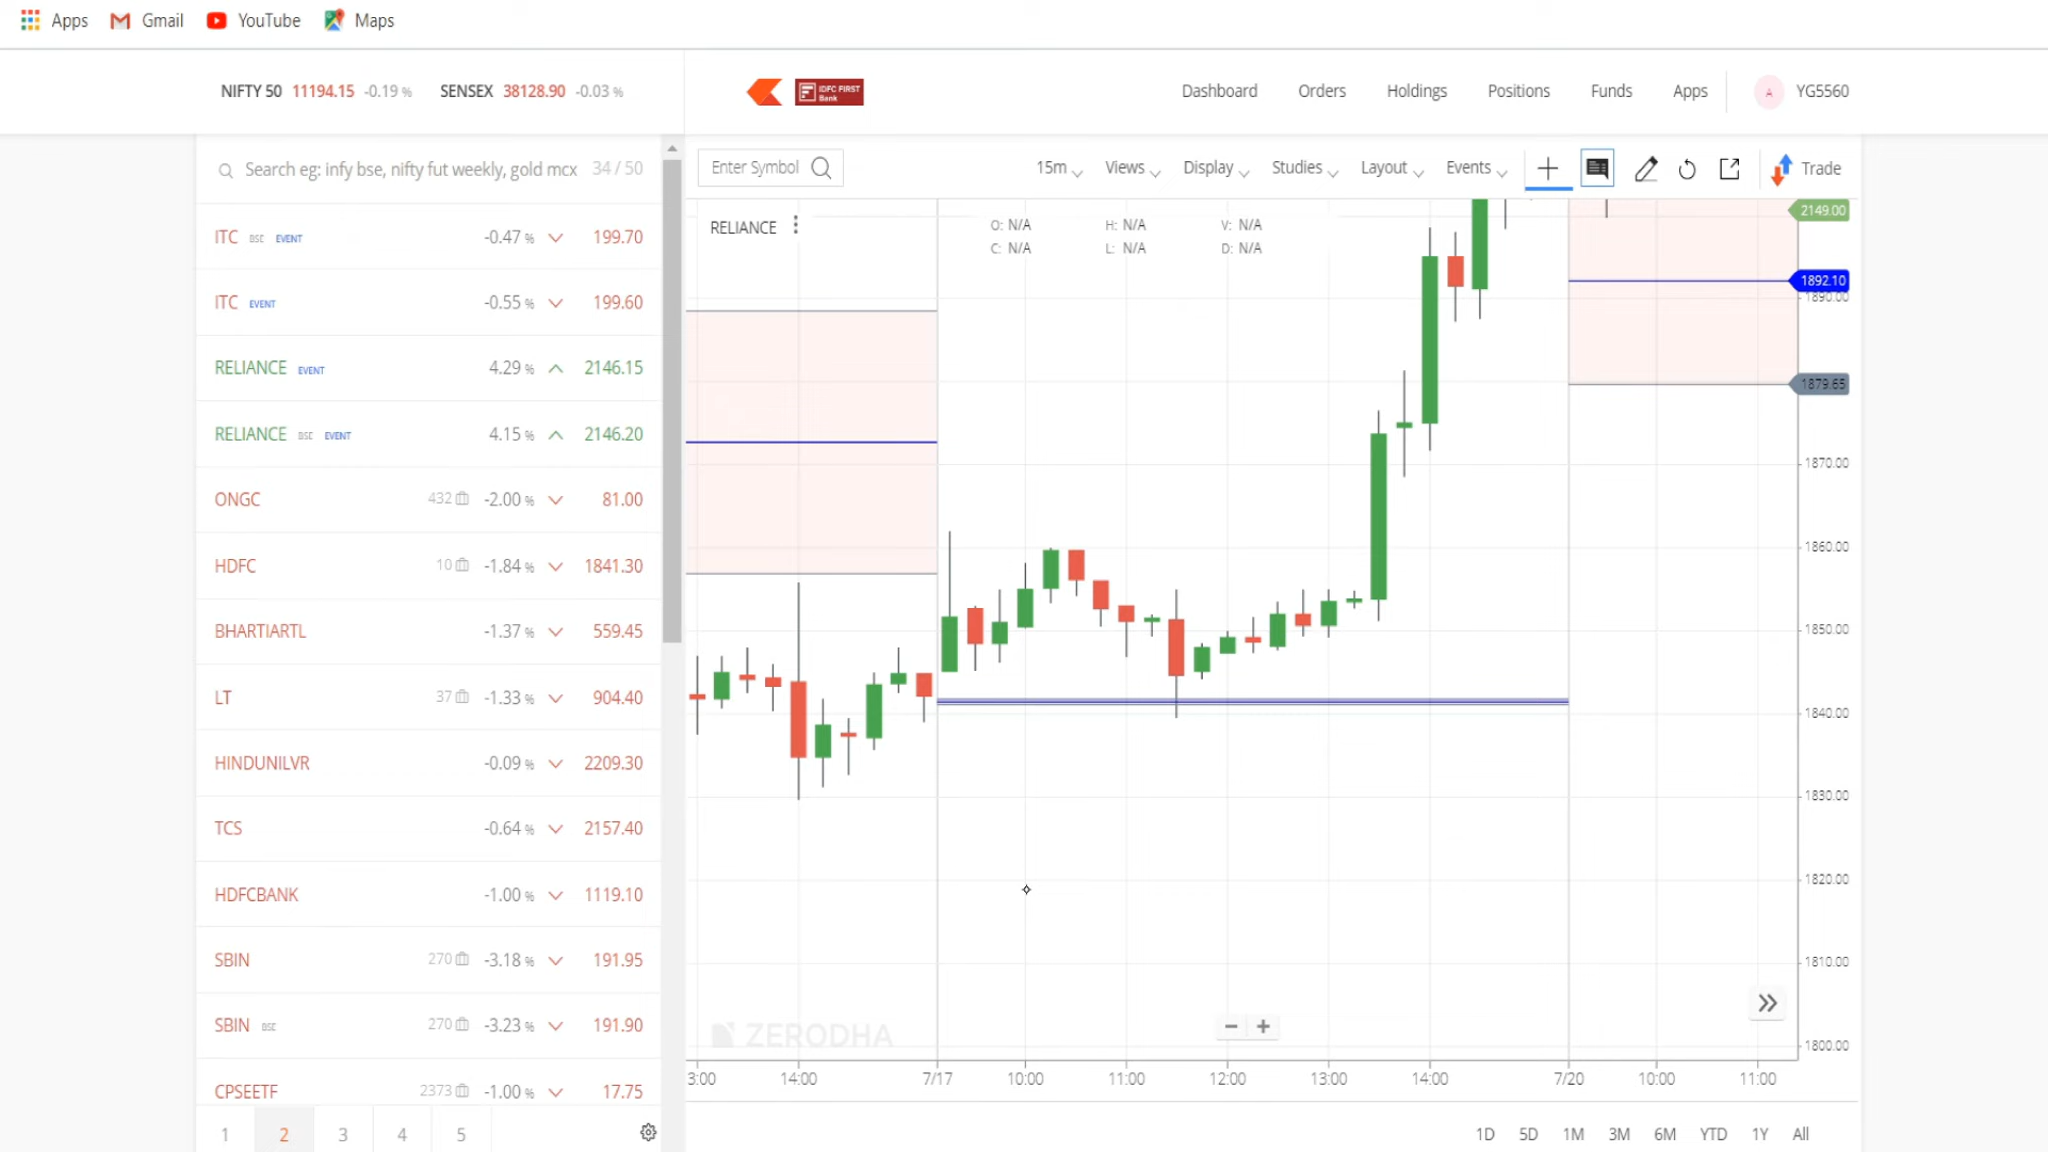 Apps Gmail YouTube Maps
NIFTY 50 11194.15 -0.19 % SENSEX 38128.90 -0.03 %
IDFC FIRST
Bank
Dashboard Orders Holdings Positions Funds Apps A YG5560
Search eg: infy bse, nifty fut weekly, gold mcx 34 / 50
Enter Symbol 15m Views Display Studies Layout Events Trade
RELIANCE O: N/A H: N/A V: N/A
C: N/A L: N/A D: N/A
ITC BSE EVENT -0.47 % 199.70
ITC EVENT -0.55 % 199.60
RELIANCE EVENT 4.29 % 2146.15
RELIANCE BSE EVENT 4.15 % 2146.20
ONGC 432 -2.00 % 81.00
HDFC 10 -1.84 % 1841.30
BHARTIARTL -1.37 % 559.45
LT 37 -1.33 % 904.40
HINDUNILVR -0.09 % 2209.30
TCS -0.64 % 2157.40
HDFCBANK -1.00 % 1119.10
SBIN 270 -3.18 % 191.95
SBIN BSE 270 -3.23 % 191.90
CPSEETF 2373 -1.00 % 17.75
1 2 3 4 5
2149.00
1892.10
1890.00
1879.65
1870.00
1860.00
1850.00
1840.00
1830.00
1820.00
1810.00
1800.00
ZERODHA
3:00 14:00 7/17 10:00 11:00 12:00 13:00 14:00 7/20 10:00 11:00
1D 5D 1M 3M 6M YTD 1Y All